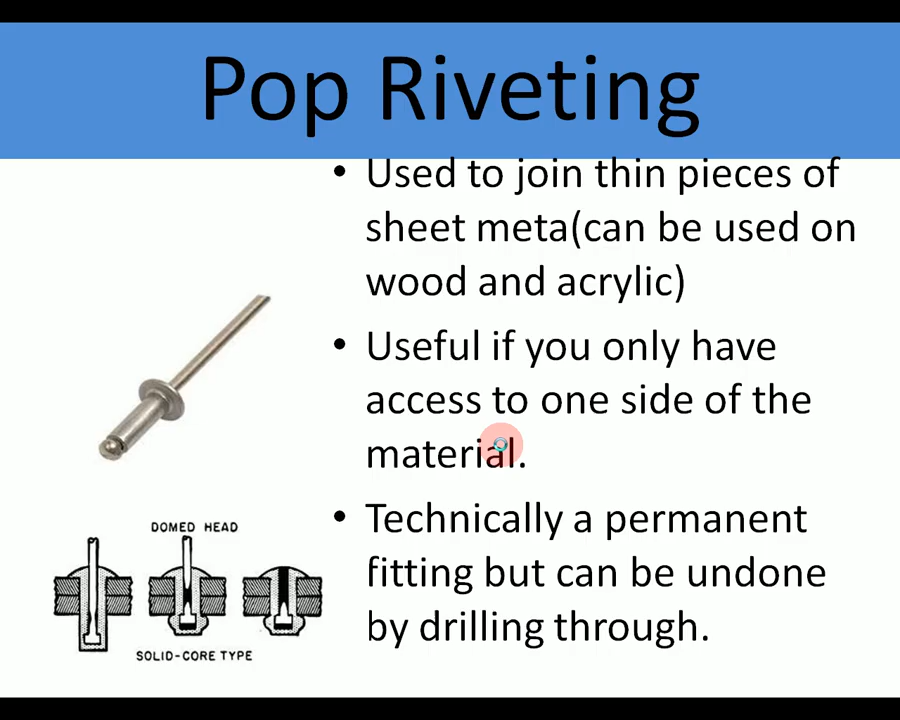 Pop Riveting
• Used to join thin pieces of
sheet meta(can be used on
wood and acrylic)
• Useful if you only have
access to one side of the
material.
• Technically a permanent
fitting but can be undone
by drilling through.
DOMED HEAD
SOLID-CORE TYPE